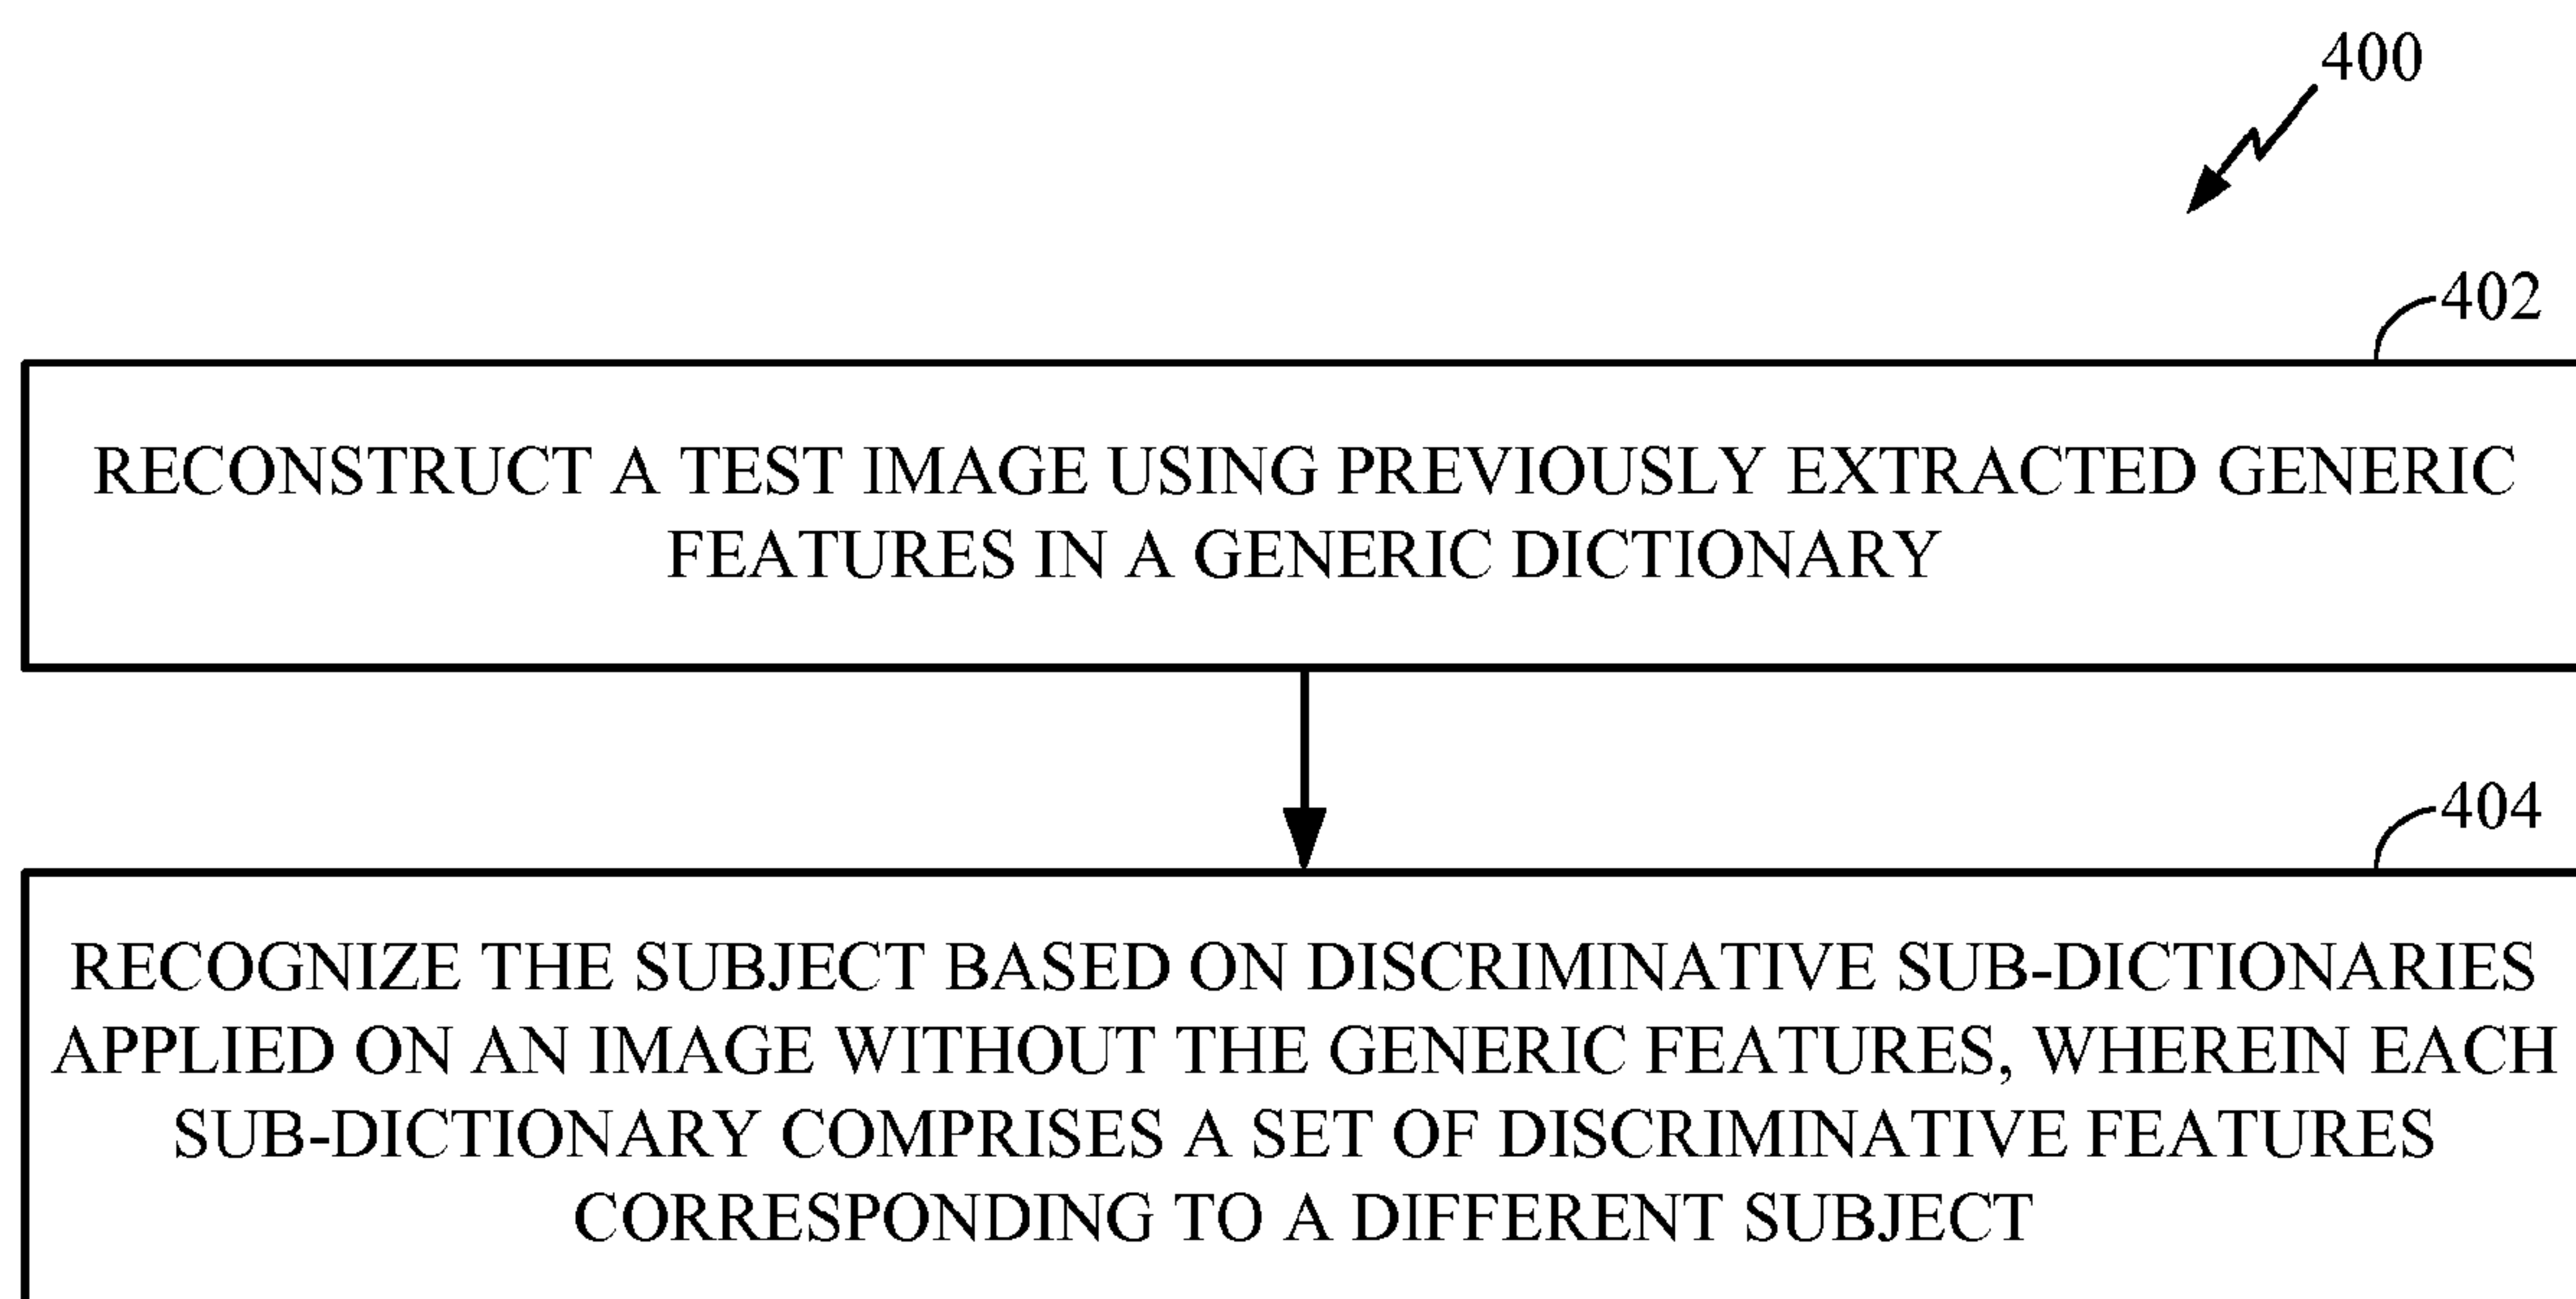 400
402
RECONSTRUCT A TEST IMAGE USING PREVIOUSLY EXTRACTED GENERIC
FEATURES IN A GENERIC DICTIONARY
404
RECOGNIZE THE SUBJECT BASED ON DISCRIMINATIVE SUB-DICTIONARIES
APPLIED ON AN IMAGE WITHOUT THE GENERIC FEATURES, WHEREIN EACH
SUB-DICTIONARY COMPRISES A SET OF DISCRIMINATIVE FEATURES
CORRESPONDING TO A DIFFERENT SUBJECT